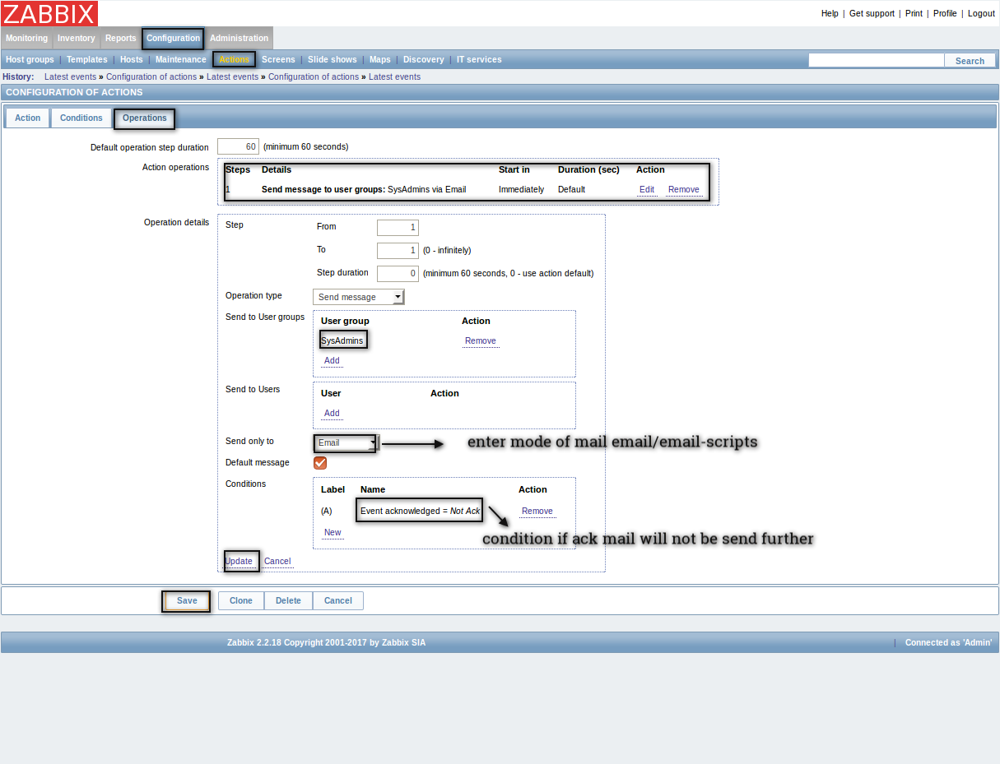 ZABBIX
Help | Get support | Print | Profile | Logout
Monitoring Inventory Reports Configuration Administration
Host groups | Templates | Hosts | Maintenance Actions Screens | Slide shows | Maps | Discovery | IT services Search
History: Latest events » Configuration of actions » Latest events » Configuration of actions » Latest events
CONFIGURATION OF ACTIONS
Action Conditions Operations
Default operation step duration 60 (minimum 60 seconds)
Action operations Steps Details Start in Duration (sec) Action
1 Send message to user groups: SysAdmins via Email Immediately Default Edit Remove
Operation details Step From 1
To 1 (0 - infinitely)
Step duration 0 (minimum 60 seconds, 0 - use action default)
Operation type Send message
Send to User groups User group Action
SysAdmins Remove
Add
Send to Users User Action
Add
Send only to Email enter mode of mail email/email-scripts
Default message
Conditions Label Name Action
(A) Event acknowledged = Not Ack Remove
New
condition if ack mail will not be send further
Update Cancel
Save Clone Delete Cancel
Zabbix 2.2.18 Copyright 2001-2017 by Zabbix SIA | Connected as 'Admin'